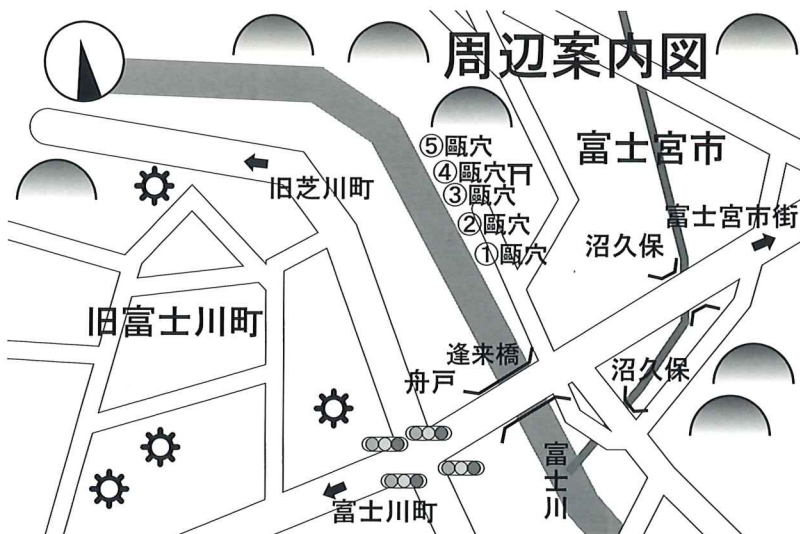 周辺案内図
⑤甌穴
④甌穴
③甌穴
②甌穴
①甌穴
富士宮市
旧芝川町
富士宮市街
沼久保
旧富士川町
逢来橋
舟戸
沼久保
富士川
富士川町